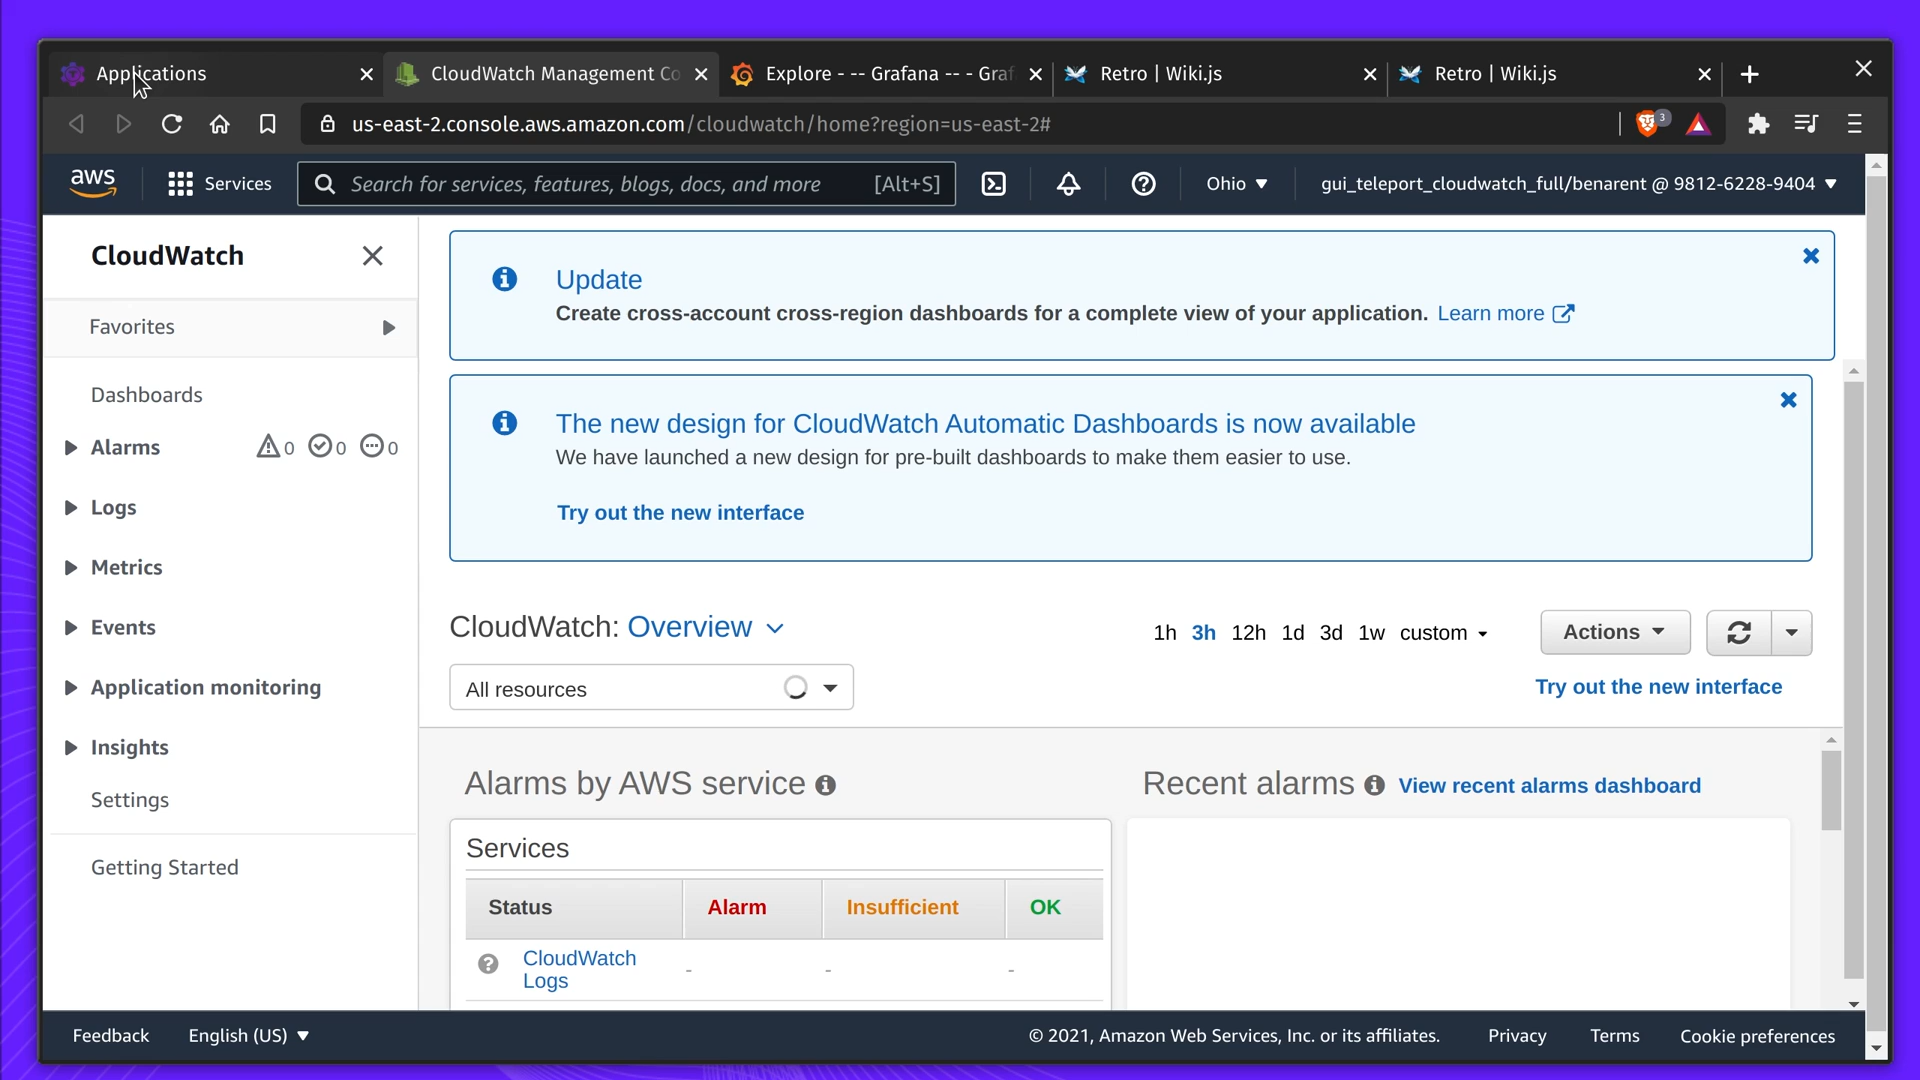 Applications
CloudWatch Management Co
Explore - -- Grafana -- - Graf
Retro | Wiki.js
Retro | Wiki.js
us-east-2.console.aws.amazon.com/cloudwatch/home?region=us-east-2#
3
aws
Services
Search for services, features, blogs, docs, and more
[Alt+S]
Ohio
gui_teleport_cloudwatch_full/benarent @ 9812-6228-9404
CloudWatch
Favorites
Dashboards
Alarms
0
0
0
Logs
Metrics
Events
Application monitoring
Insights
Settings
Getting Started
Update
Create cross-account cross-region dashboards for a complete view of your application. Learn more
The new design for CloudWatch Automatic Dashboards is now available
We have launched a new design for pre-built dashboards to make them easier to use.
Try out the new interface
CloudWatch: Overview
1h 3h 12h 1d 3d 1w custom
Actions
All resources
Try out the new interface
Alarms by AWS service
Services
Status Alarm Insufficient OK
CloudWatch
Logs
- - -
Recent alarms
View recent alarms dashboard
Feedback
English (US)
© 2021, Amazon Web Services, Inc. or its affiliates.
Privacy
Terms
Cookie preferences